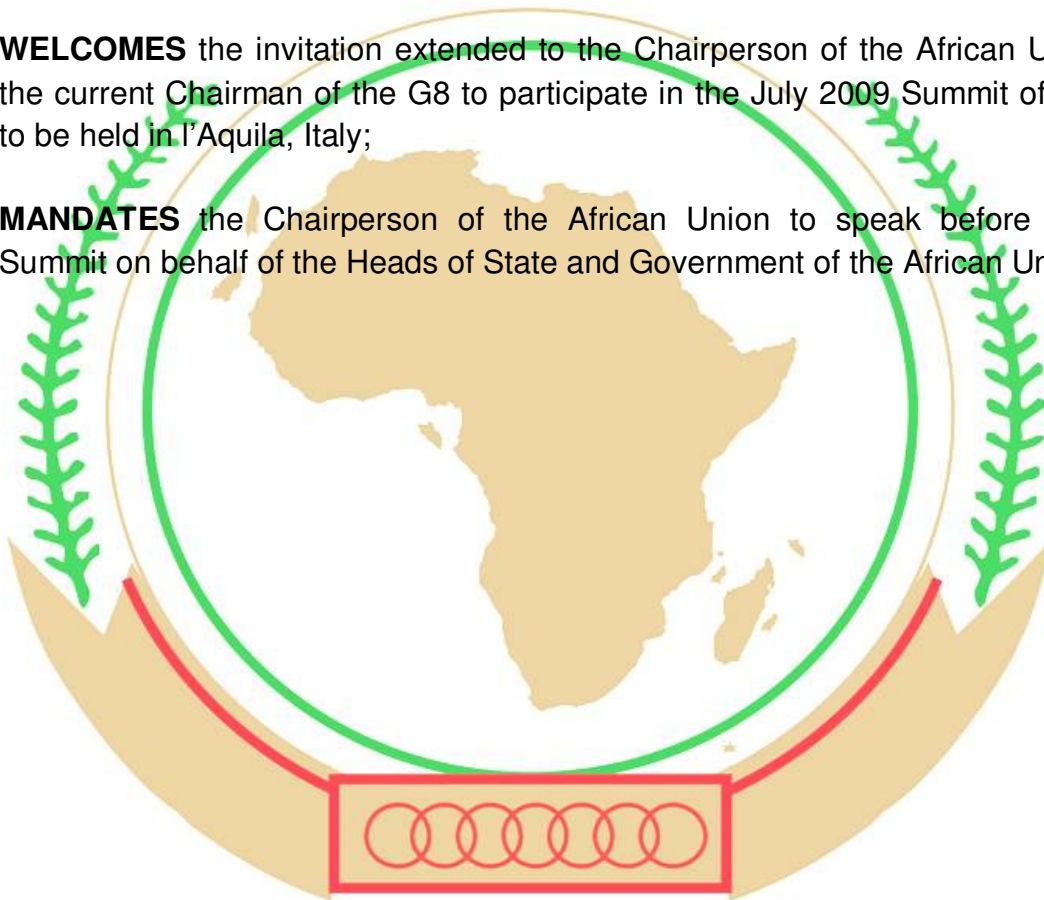 WELCOMES the invitation extended to the Chairperson of the African
the current Chairman of the G8 to participate in the July 2009 Summit of
to be held in l’Aquila, Italy;
MANDATES the Chairperson of the African Union to speak before
Summit on behalf of the Heads of State and Government of the African